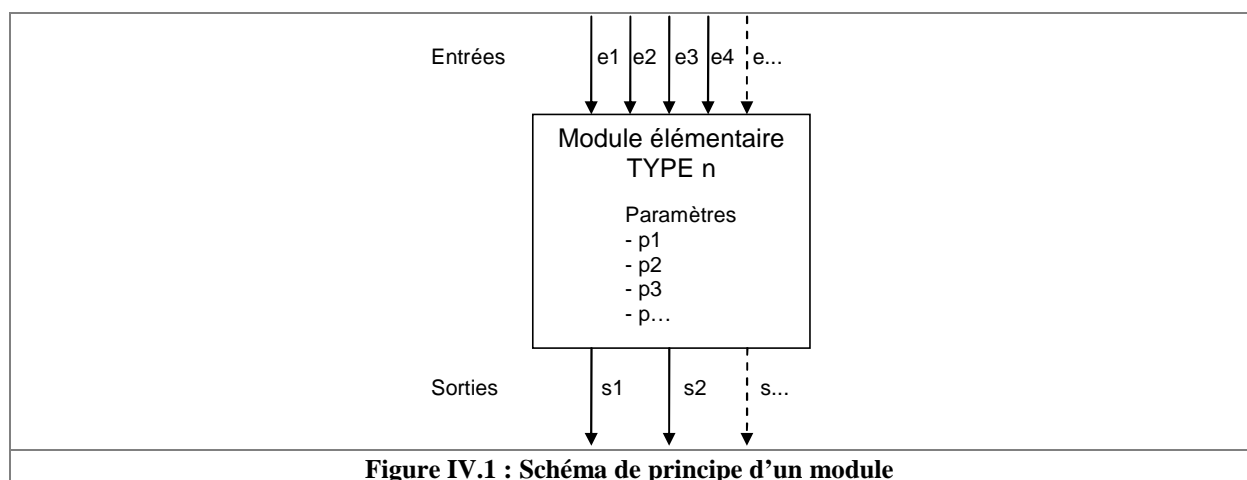 Entrées e1 e2 e3 e4 e...
Module élémentaire
TYPE n
Paramètres
- p1
- p2
- p3
- p…
Sorties s1 s2 s...
Figure IV.1 : Schéma de principe d’un module